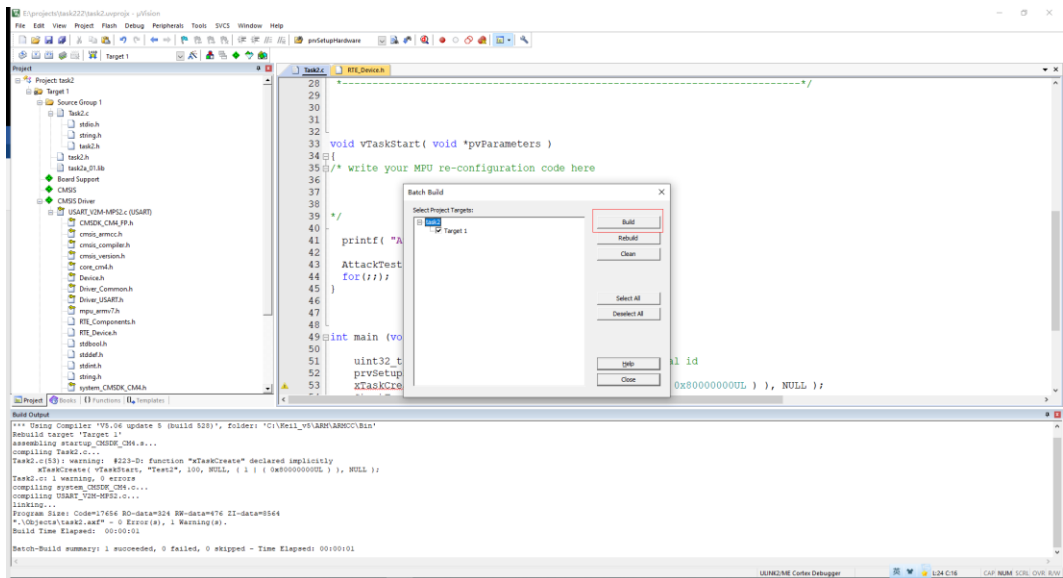 E:\projects\task222\task2.uvprojx - µVision
File Edit View Project Flash Debug Peripherals Tools SVCS Window Help
prvSetupHardware
Target 1
Project
Project: task2
Target 1
Source Group 1
Task2.c
stdio.h
string.h
task2.h
task2.h
task2a_01.lib
Board Support
CMSIS
CMSIS Driver
USART_V2M-MPS2.c (USART)
CMSDK_CM4_FP.h
cmsis_armcc.h
cmsis_compiler.h
cmsis_version.h
core_cm4.h
Device.h
Driver_Common.h
Driver_USART.h
mpu_armv7.h
RTE_Components.h
RTE_Device.h
stdbool.h
stddef.h
stdint.h
string.h
system_CMSDK_CM4.h
Project Books {} Functions Templates
Task2.c RTE_Device.h
28 *----------------------------------------------------------------------------*/
29
30
31
32
33 void vTaskStart( void *pvParameters )
34 {
35 /* write your MPU re-configuration code here
36
37
38
39 */
40
41 printf( "A
42
43 AttackTest
44 for(;;);
45 }
46
47
48
49 int main (vo
50
51 uint32_t al id
52 prvSetup
53 xTaskCre 0x80000000UL ) ), NULL );
Batch Build
Select Project Targets:
task2
Target 1
Build
Rebuild
Clean
Select All
Deselect All
Help
Close
Build Output
*** Using Compiler 'V5.06 update 5 (build 528)', folder: 'C:\Keil_v5\ARM\ARMCC\Bin'
Rebuild target 'Target 1'
assembling startup_CMSDK_CM4.s...
compiling Task2.c...
Task2.c(53): warning: #223-D: function "xTaskCreate" declared implicitly
xTaskCreate( vTaskStart, "Test2", 100, NULL, ( 1 | ( 0x80000000UL ) ), NULL );
Task2.c: 1 warning, 0 errors
compiling system_CMSDK_CM4.c...
compiling USART_V2M-MPS2.c...
linking...
Program Size: Code=17656 RO-data=324 RW-data=476 ZI-data=8564
".\Objects\task2.axf" - 0 Error(s), 1 Warning(s).
Build Time Elapsed: 00:00:01
Batch-Build summary: 1 succeeded, 0 failed, 0 skipped - Time Elapsed: 00:00:01
ULINK2/ME Cortex Debugger 英 L:24 C:16 CAP NUM SCRL OVR R/W